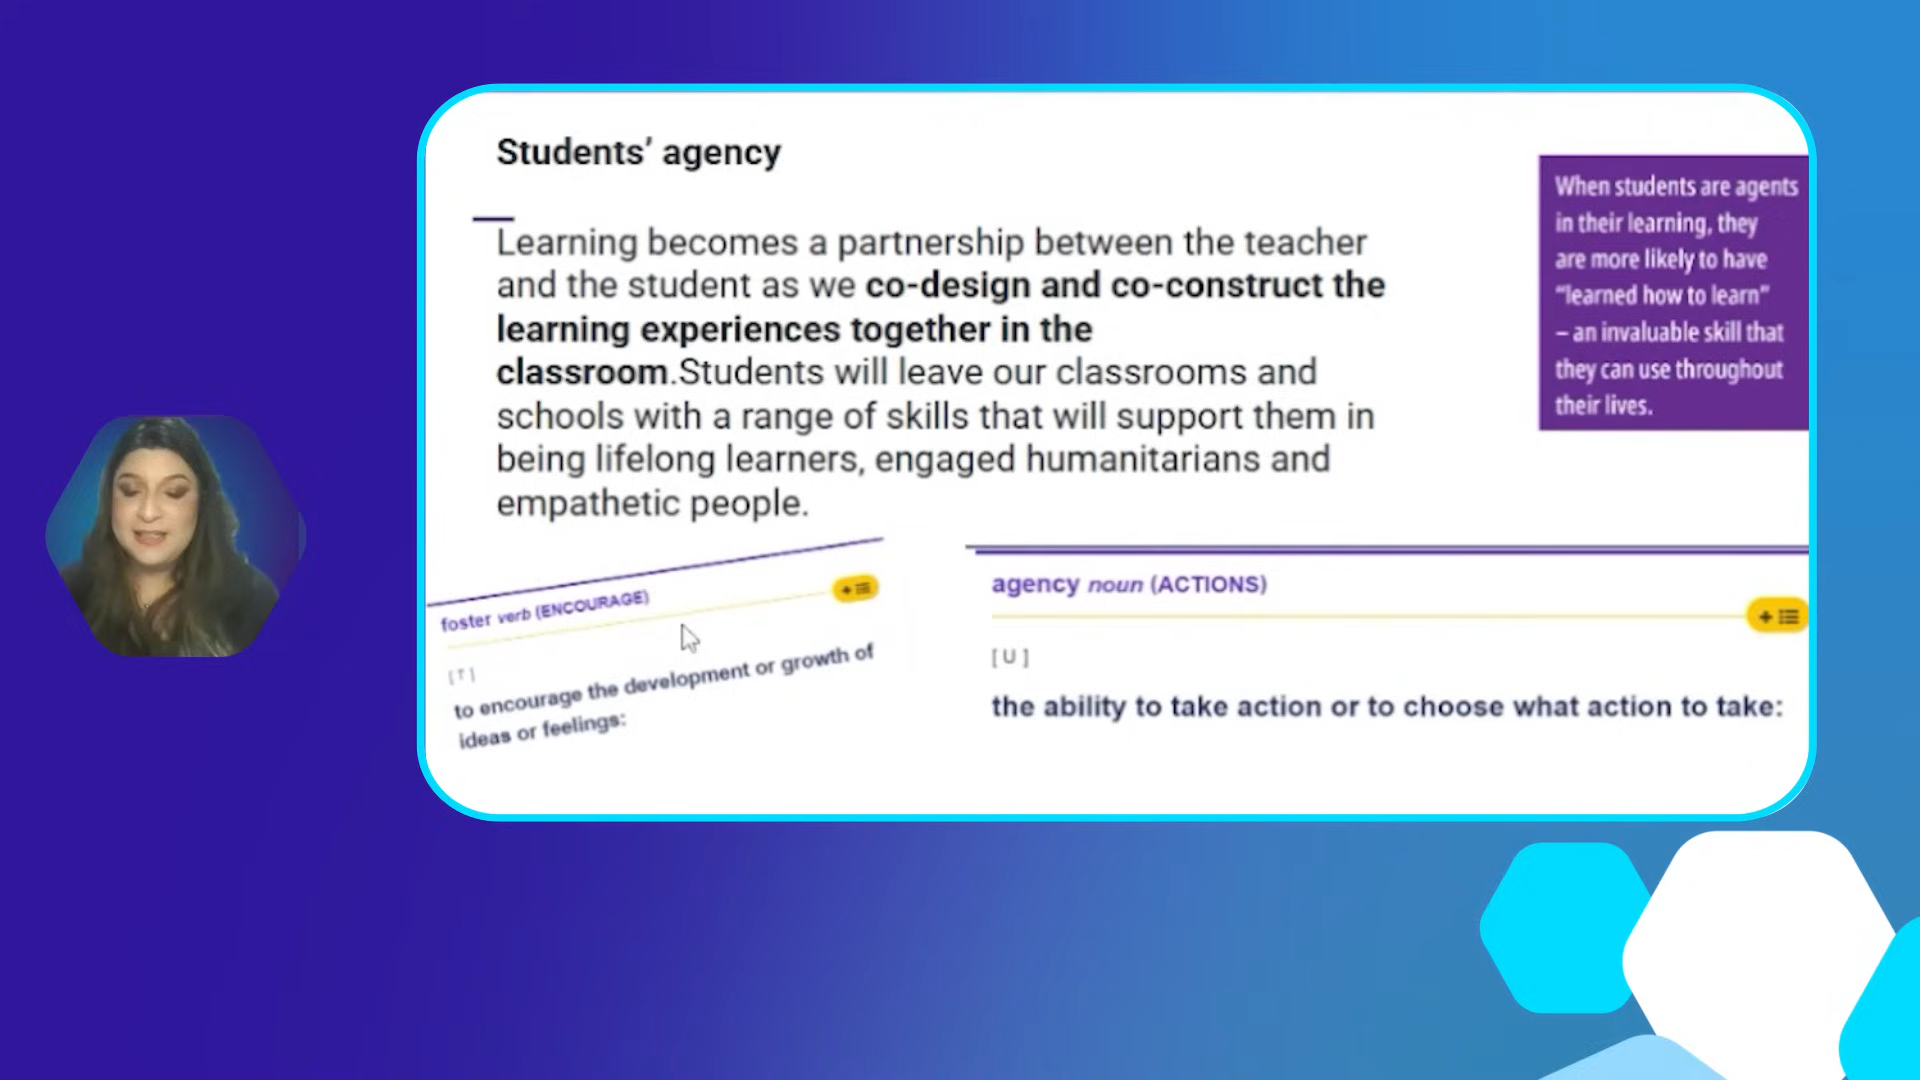 Students’ agency
Learning becomes a partnership between the teacher
and the student as we co-design and co-construct the
learning experiences together in the
classroom.Students will leave our classrooms and
schools with a range of skills that will support them in
being lifelong learners, engaged humanitarians and
empathetic people.
When students are agents
in their learning, they
are more likely to have
“learned how to learn”
– an invaluable skill that
they can use throughout
their lives.
foster verb (ENCOURAGE)
[ T ]
to encourage the development or growth of
ideas or feelings:
agency noun (ACTIONS)
[ U ]
the ability to take action or to choose what action to take: